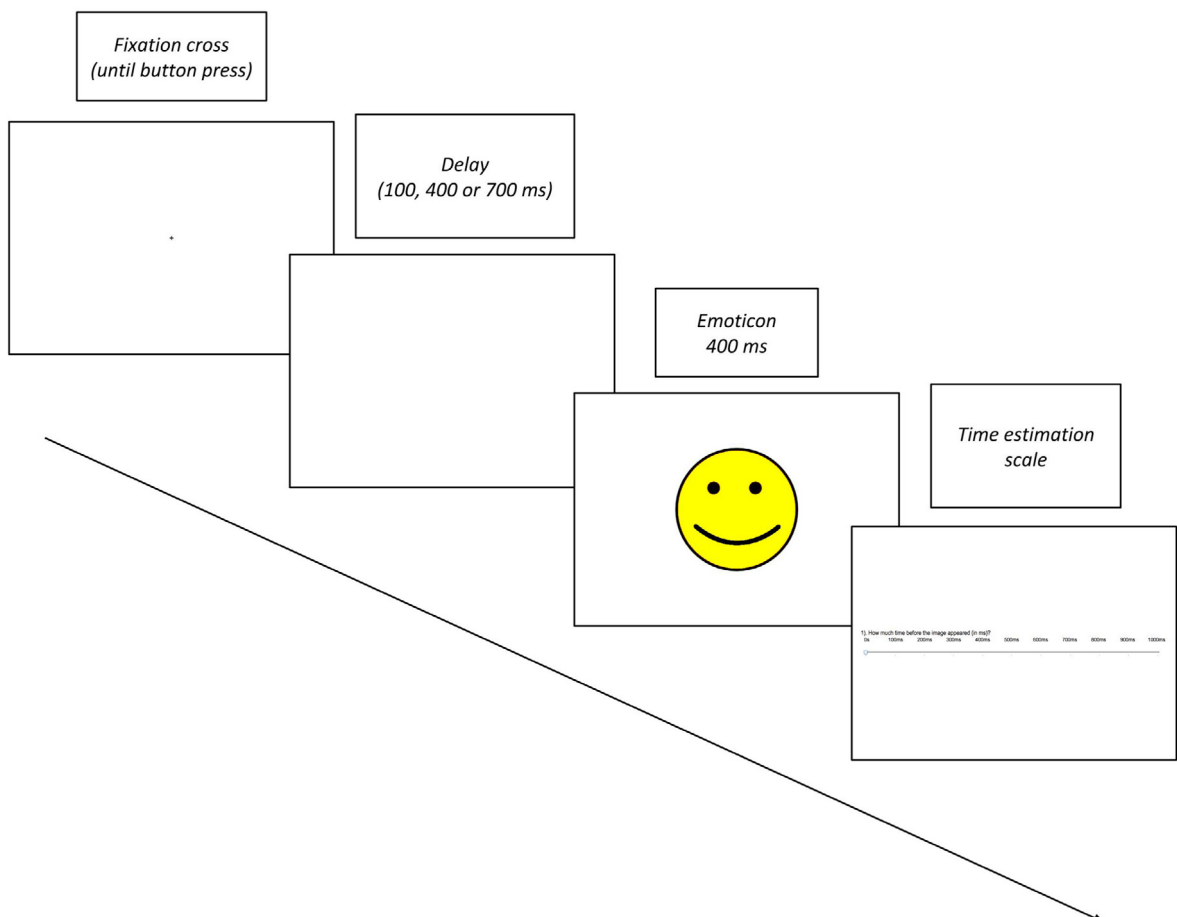 Fixation cross
(until button press)
Delay
(100, 400 or 700 ms)
Emoticon
400 ms
Time estimation
scale
1). How much time before the image appeared (in ms)?
0s 100ms 200ms 300ms 400ms 500ms 600ms 700ms 800ms 900ms 1000ms